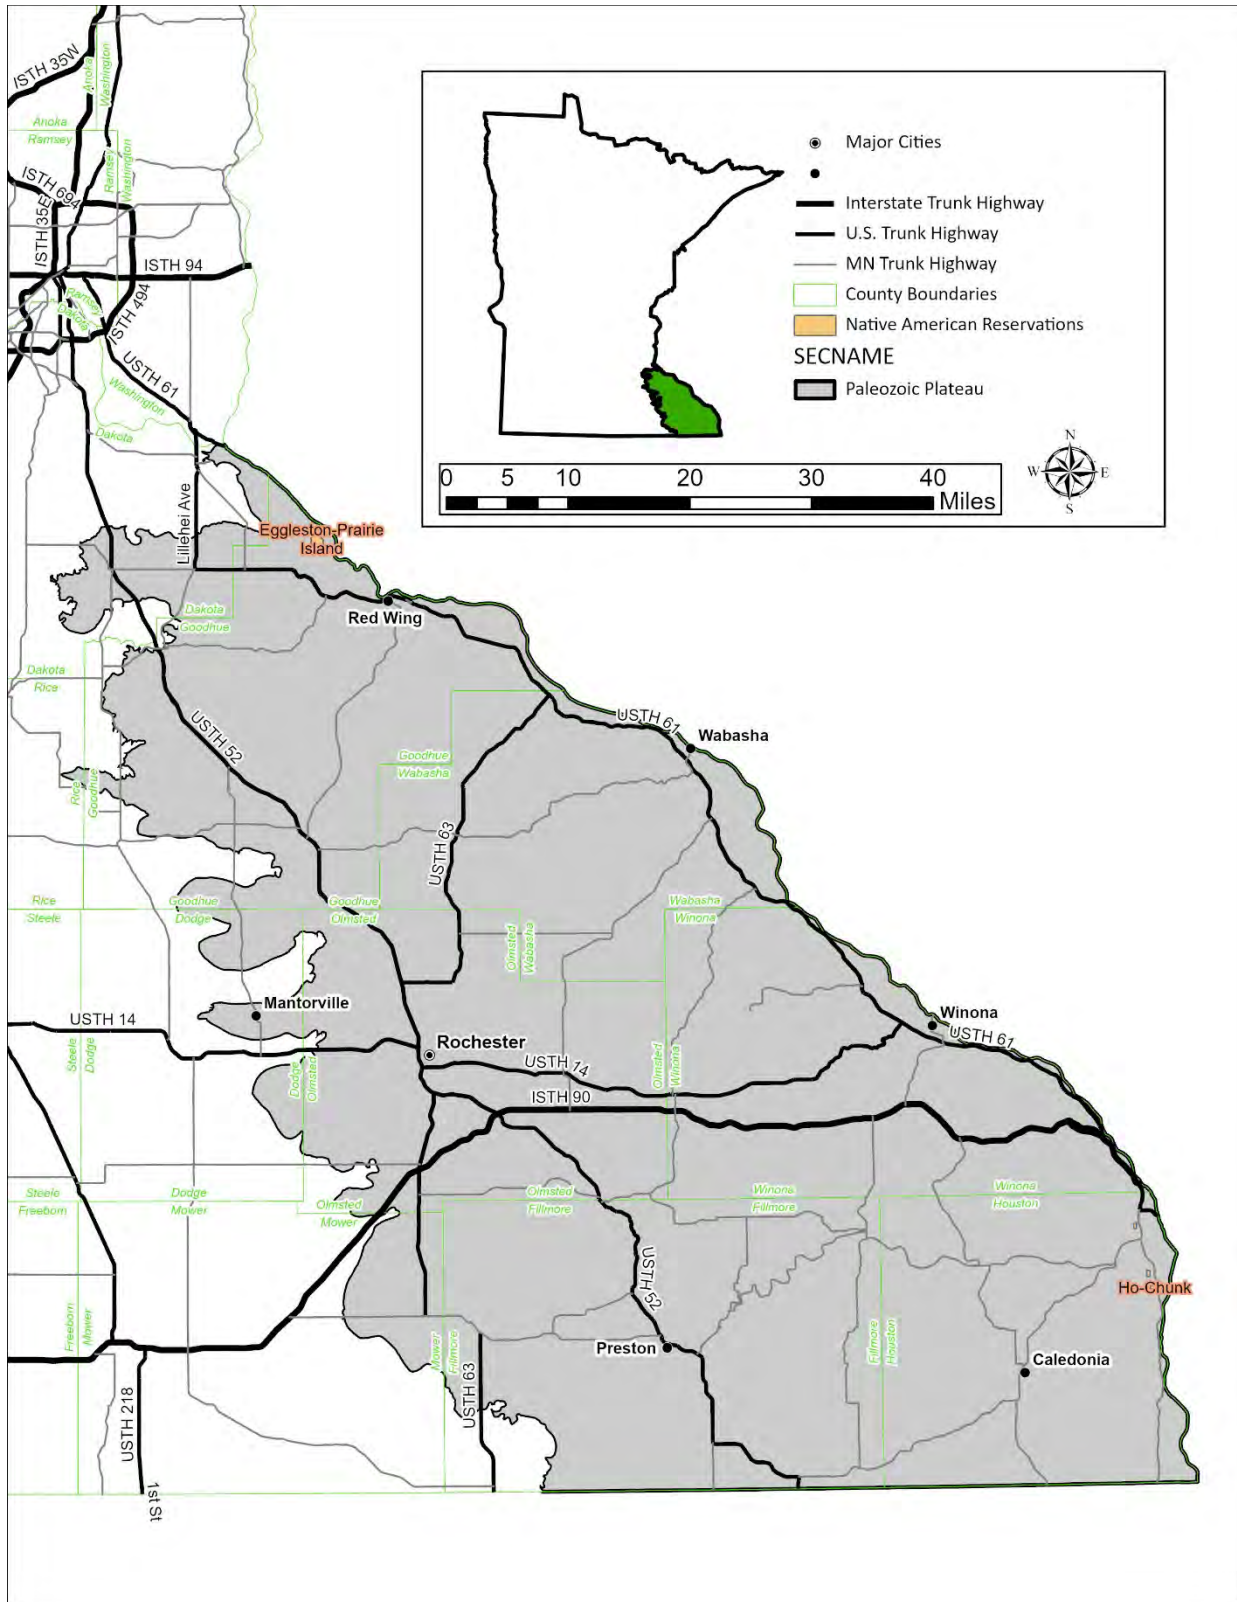 ISTH 35W
Anoka
Washington
Anoka
Ramsey
Ramsey
Washington
ISTH 694
ISTH 35E
ISTH 94
Ramsey
Dakota
ISTH 494
USTH 61
Washington
Dakota
Major Cities
Interstate Trunk Highway
U.S. Trunk Highway
MN Trunk Highway
County Boundaries
Native American Reservations
SECNAME
Paleozoic Plateau
N
W E
S
0 5 10 20 30 40
Miles
Lillehei Ave
Eggleston-Prairie
Island
Red Wing
Dakota
Goodhue
Dakota
Rice
USTH 52
USTH 61
Wabasha
Goodhue
Wabasha
Rice
Goodhue
USTH 63
Rice
Steele
Goodhue
Dodge
Goodhue
Olmsted
Wabasha
Winona
Olmsted
Wabasha
Mantorville
Winona
USTH 61
USTH 14
Rochester
USTH 14
Steele
Dodge
Dodge
Olmsted
Olmsted
Winona
ISTH 90
Steele
Freeborn
Dodge
Mower
Olmsted
Mower
Olmsted
Fillmore
Winona
Fillmore
Winona
Houston
USTH 52
Ho-Chunk
Freeborn
Mower
Mower
Fillmore
Fillmore
Houston
Preston
Caledonia
USTH 63
USTH 218
1st St